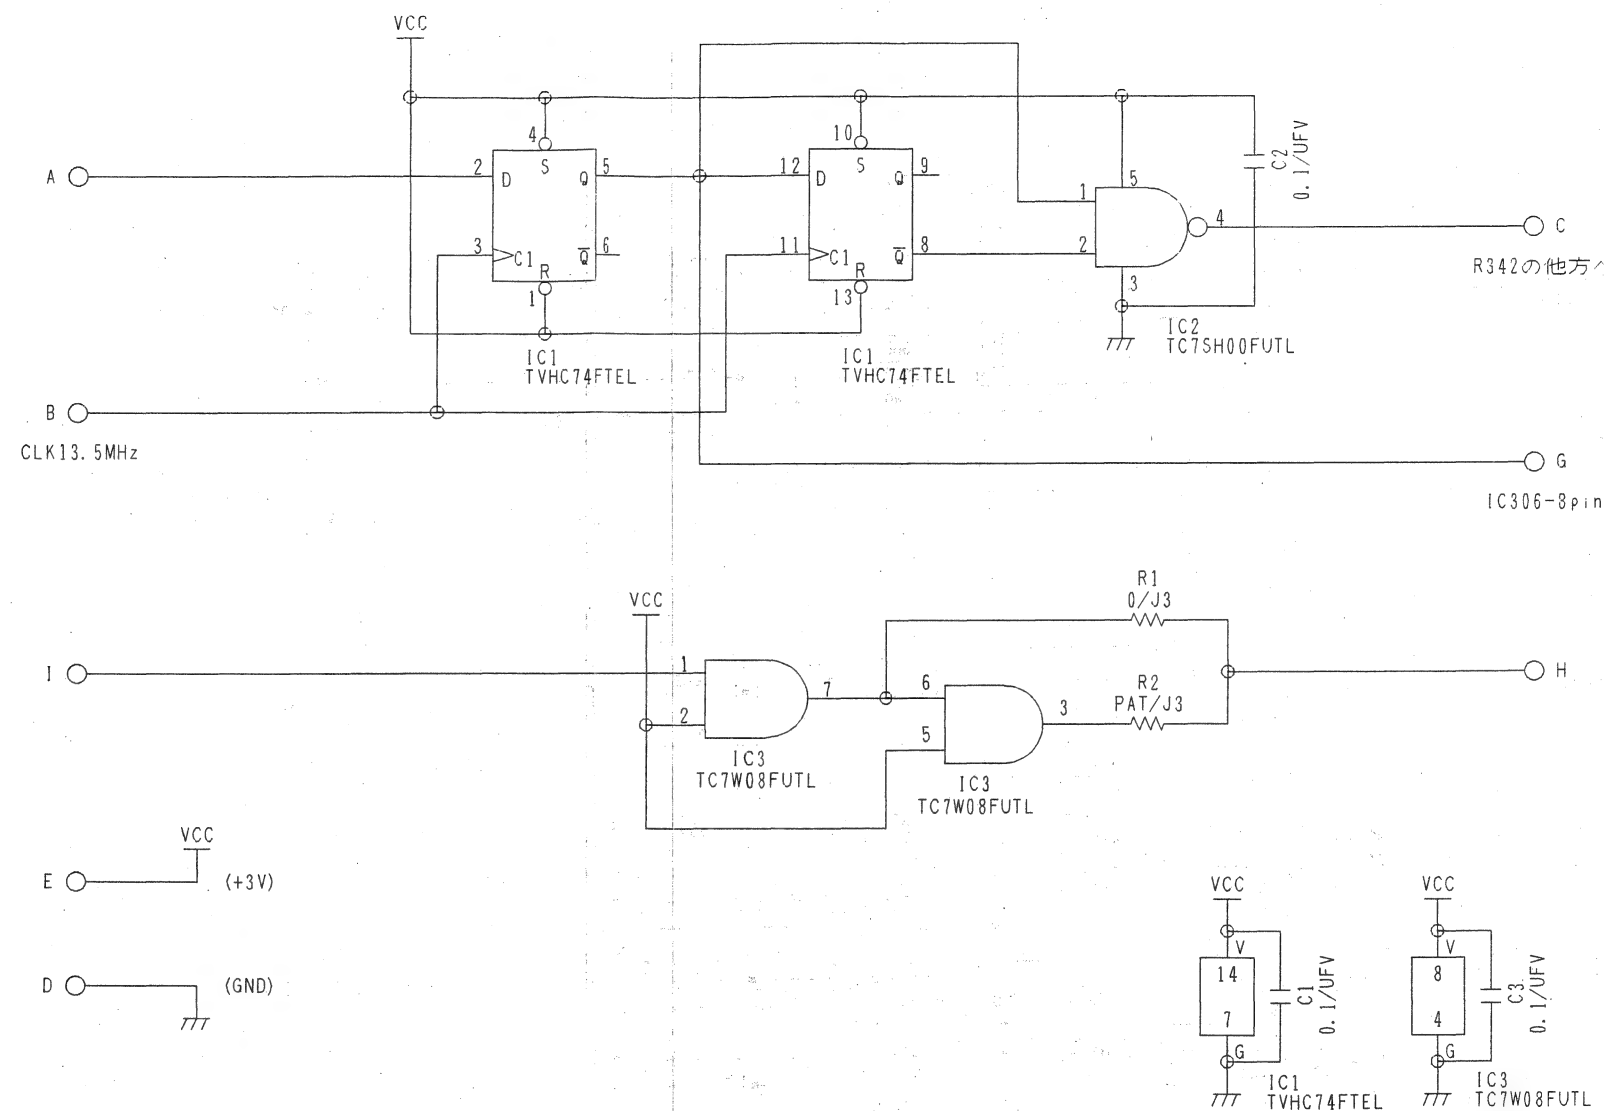 VCC
4
10
S
S
A
2
D
Q
5
12
D
Q
9
1
5
C2
0.1/UFV
3
C1
Q
6
11
C1
Q
8
2
4
C
R342の他方へ
R
1
R
13
3
IC1
TVHC74FTEL
IC1
TVHC74FTEL
IC2
TC7SH00FUTL
B
CLK13.5MHz
G
IC306-8pin
VCC
R1
0/J3
I
1
2
7
6
5
3
R2
PAT/J3
H
IC3
TC7W08FUTL
IC3
TC7W08FUTL
VCC
E
(+3V)
D
(GND)
VCC
V
14
7
G
C1
0.1/UFV
IC1
TVHC74FTEL
VCC
V
8
4
G
C3
0.1/UFV
IC3
TC7W08FUTL